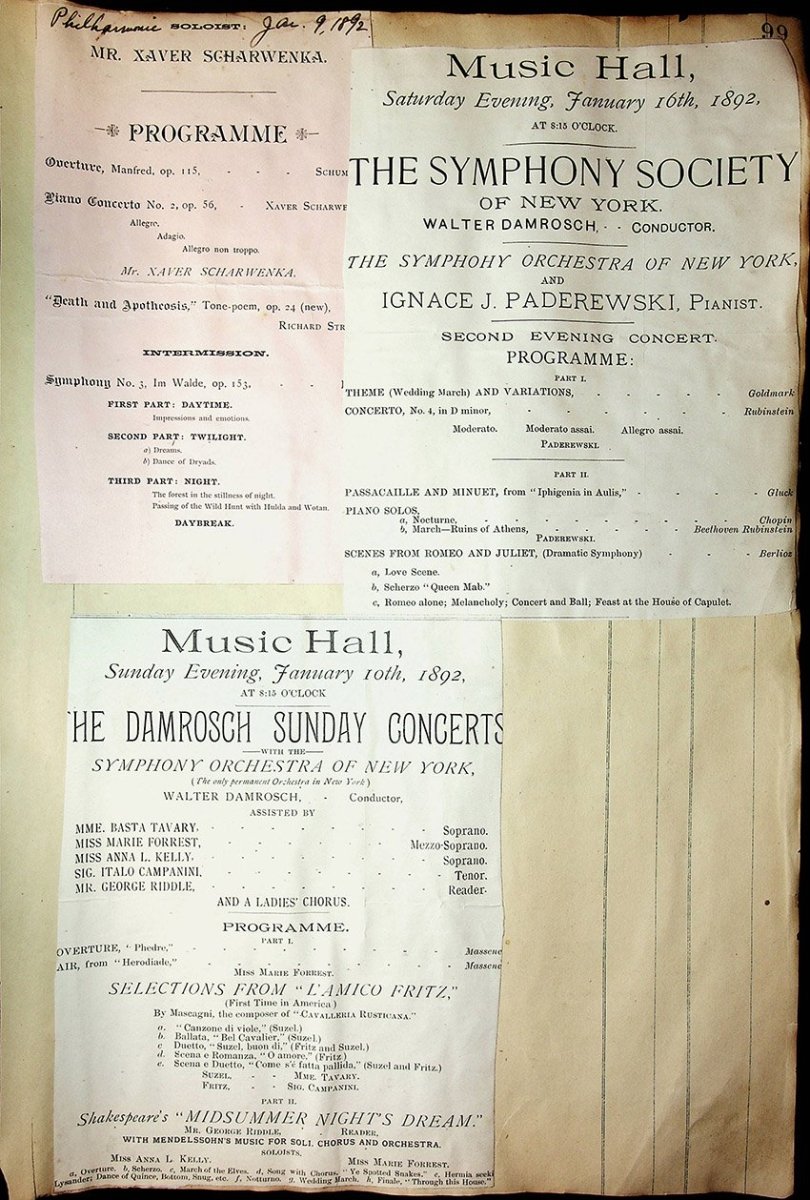 Philharmonic SOLOIST: Jan. 9, 1892
MR. XAVER SCHARWENKA.
PROGRAMME
Overture, Manfred, op. 115, - - - SCHUM
Piano Concerto No. 2, op. 56, - XAVER SCHARWE
Allegro.
Adagio.
Allegro non troppo.
Mr. XAVER SCHARWENKA.
"Death and Apotheosis," Tone-poem, op. 24 (new),
RICHARD STR
INTERMISSION.
Symphony No. 3, Im Walde, op. 153, - -
FIRST PART: DAYTIME.
Impressions and emotions.
SECOND PART: TWILIGHT.
a) Dreams.
b) Dance of Dryads.
THIRD PART: NIGHT.
The forest in the stillness of night.
Passing of the Wild Hunt with Hulda and Wotan.
DAYBREAK.
99
Music Hall,
Saturday Evening, January 16th, 1892,
AT 8:15 O'CLOCK.
THE SYMPHONY SOCIETY
OF NEW YORK.
WALTER DAMROSCH, - - CONDUCTOR.
THE SYMPHOHY ORCHESTRA OF NEW YORK,
AND
IGNACE J. PADEREWSKI, PIANIST.
SECOND EVENING CONCERT.
PROGRAMME:
PART I.
THEME (Wedding March) AND VARIATIONS, - - - - - Goldmark
CONCERTO, No. 4, in D minor, - - - - - - Rubinstein
Moderato. Moderato assai. Allegro assai.
PADEREWSKI.
PART II.
PASSACAILLE AND MINUET, from "Iphigenia in Aulis," - - - - Gluck
PIANO SOLOS,
a, Nocturne, - - - - - - - - Chopin
b, March—Ruins of Athens, - - - - - Beethoven Rubinstein
PADEREWSKI.
SCENES FROM ROMEO AND JULIET, (Dramatic Symphony) - - - Berlioz
a, Love Scene.
b, Scherzo "Queen Mab."
c, Romeo alone; Melancholy; Concert and Ball; Feast at the House of Capulet.
Music Hall,
Sunday Evening, January 10th, 1892,
AT 8:15 O'CLOCK
THE DAMROSCH SUNDAY CONCERTS
—WITH THE—
SYMPHONY ORCHESTRA OF NEW YORK,
(The only permanent Orchestra in New York)
WALTER DAMROSCH, - Conductor,
ASSISTED BY
MME. BASTA TAVARY, - - - - - - Soprano.
MISS MARIE FORREST, - - - - - Mezzo-Soprano.
MISS ANNA L. KELLY, - - - - - - Soprano.
SIG. ITALO CAMPANINI, - - - - - - Tenor.
MR. GEORGE RIDDLE, - - - - - - Reader.
AND A LADIES' CHORUS.
PROGRAMME.
PART I.
OVERTURE, "Phedre," - - - - - - - Massene
AIR, from "Herodiade," - - - - - - - Massene
MISS MARIE FORREST.
SELECTIONS FROM "L'AMICO FRITZ,"
(First Time in America)
By Mascagni, the composer of "CAVALLERIA RUSTICANA."
a. "Canzone di viole," (Suzel.)
b. Ballata, "Bel Cavalier," (Suzel.)
c Duetto, "Suzel, buon di," (Fritz and Suzel.)
d. Scena e Romanza, "O amore," (Fritz)
e. Scena e Duetto, "Come s'é fatta pallida," (Suzel and Fritz.)
SUZEL, - - MME. TAVARY.
FRITZ, - - SIG. CAMPANINI.
PART II.
Shakespeare's "MIDSUMMER NIGHT'S DREAM."
MR. GEORGE RIDDLE, READER,
WITH MENDELSSOHN'S MUSIC FOR SOLI, CHORUS AND ORCHESTRA.
SOLOISTS.
MISS ANNA L. KELLY. MISS MARIE FORREST.
a, Overture. b, Scherzo. c, March of the Elves. d, Song with Chorus, "Ye Spotted Snakes." e, Hermia seeki
Lysander; Dance of Quince, Bottom, Snug, etc. f, Notturno. g, Wedding March. h, Finale, "Through this House."